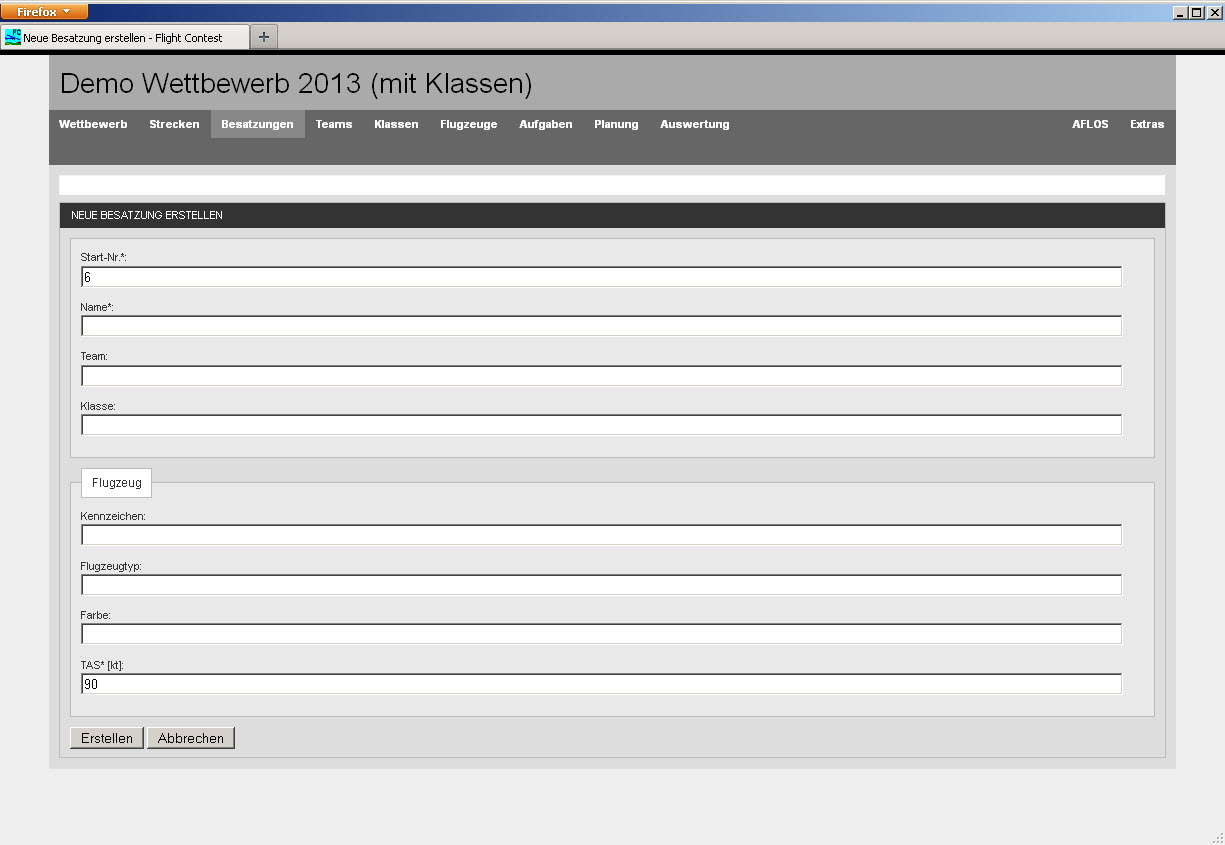 Firefox
Neue Besatzung erstellen - Flight Contest
Demo Wettbewerb 2013 (mit Klassen)
Wettbewerb Strecken Besatzungen Teams Klassen Flugzeuge Aufgaben Planung Auswertung AFLOS Extras
NEUE BESATZUNG ERSTELLEN
Start-Nr.*:
6
Name*:
Team:
Klasse:
Flugzeug
Kennzeichen:
Flugzeugtyp:
Farbe:
TAS* [kt]:
90
Erstellen Abbrechen